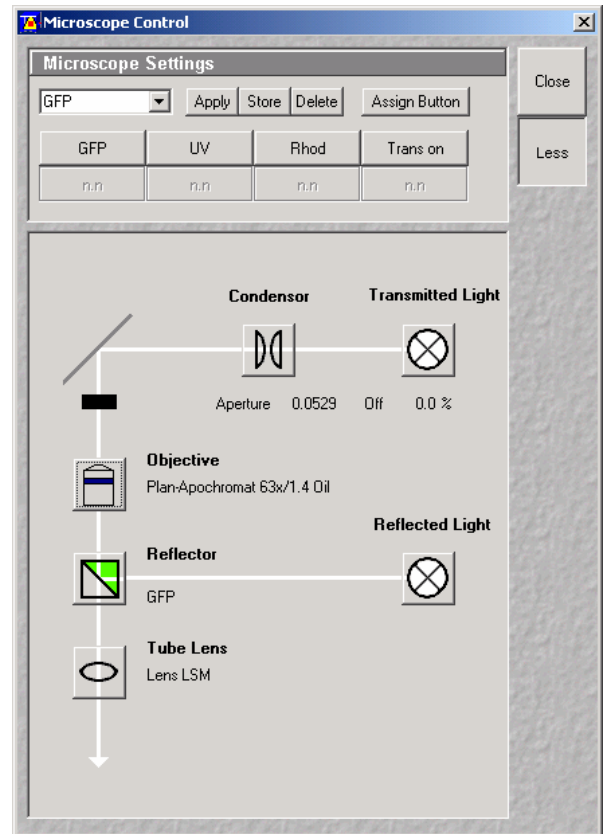 Microscope Control
Microscope Settings
Close
GFP Apply Store Delete Assign Button
GFP UV Rhod Trans on
Less
n.n n.n n.n n.n
Condensor Transmitted Light
Aperture 0.0529 Off 0.0 %
Objective
Plan-Apochromat 63x/1.4 Oil
Reflected Light
Reflector
GFP
Tube Lens
Lens LSM